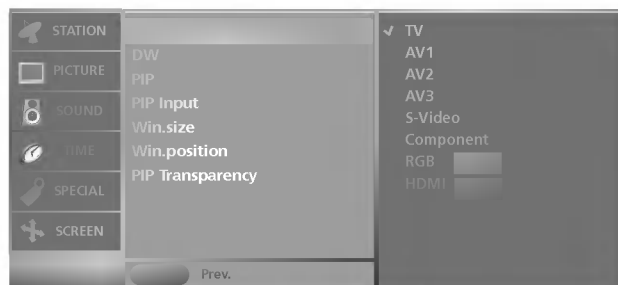 STATION
PICTURE
SOUND
TIME
SPECIAL
SCREEN
DW
PIP
PIP Input
Win.size
Win.position
PIP Transparency
Prev.
✔ TV
AV1
AV2
AV3
S-Video
Component
RGB
HDMI